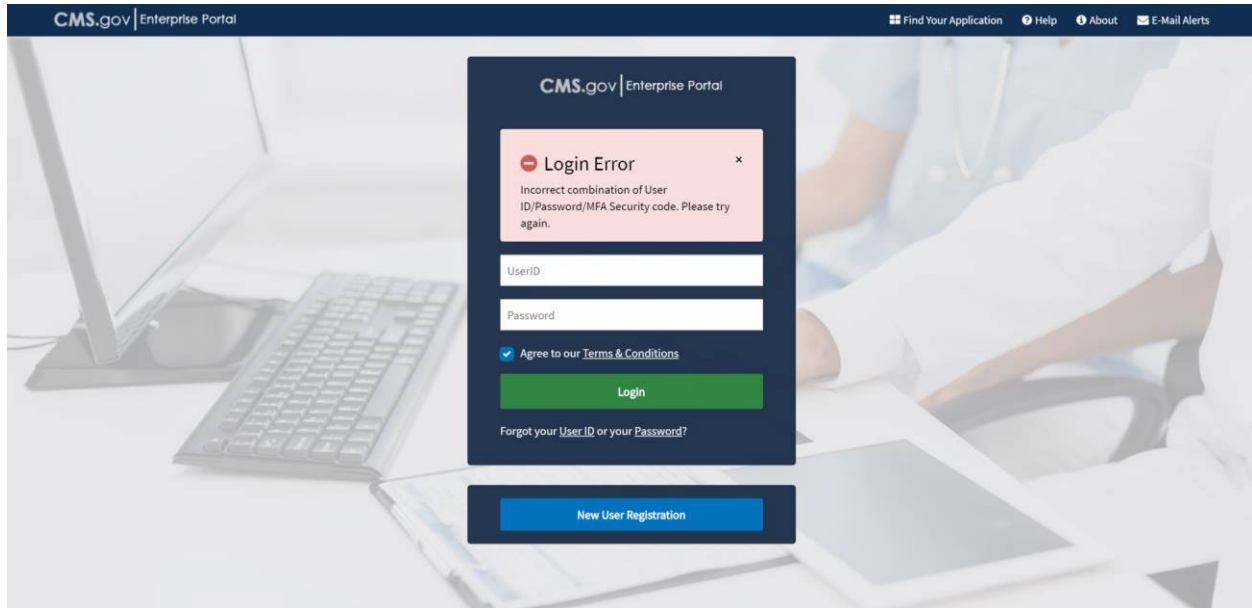 CMS.gov Enterprise Portal
Find Your Application Help About E-Mail Alerts
CMS.gov Enterprise Portal
Login Error ×
Incorrect combination of User
ID/Password/MFA Security code. Please try
again.
UserID
Password
Agree to our Terms & Conditions
Login
Forgot your User ID or your Password?
New User Registration